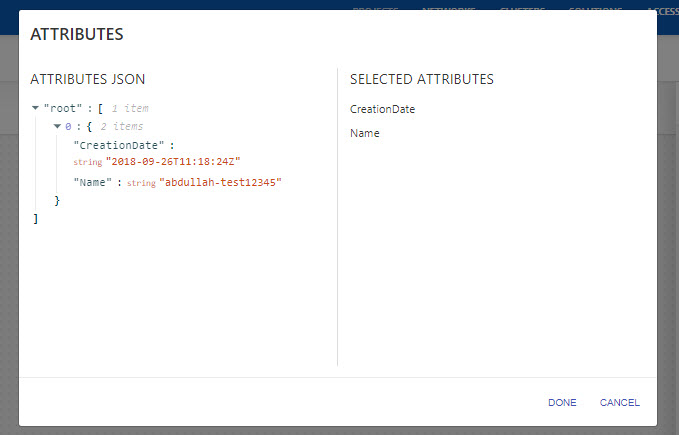 PROJECTS NETWORKS CLUSTERS SOLUTIONS ACCESS
ATTRIBUTES
ATTRIBUTES JSON
"root" : [ 1 item
0 : { 2 items
"CreationDate" :
string "2018-09-26T11:18:24Z"
"Name" : string "abdullah-test12345"
}
]
SELECTED ATTRIBUTES
CreationDate
Name
DONE CANCEL